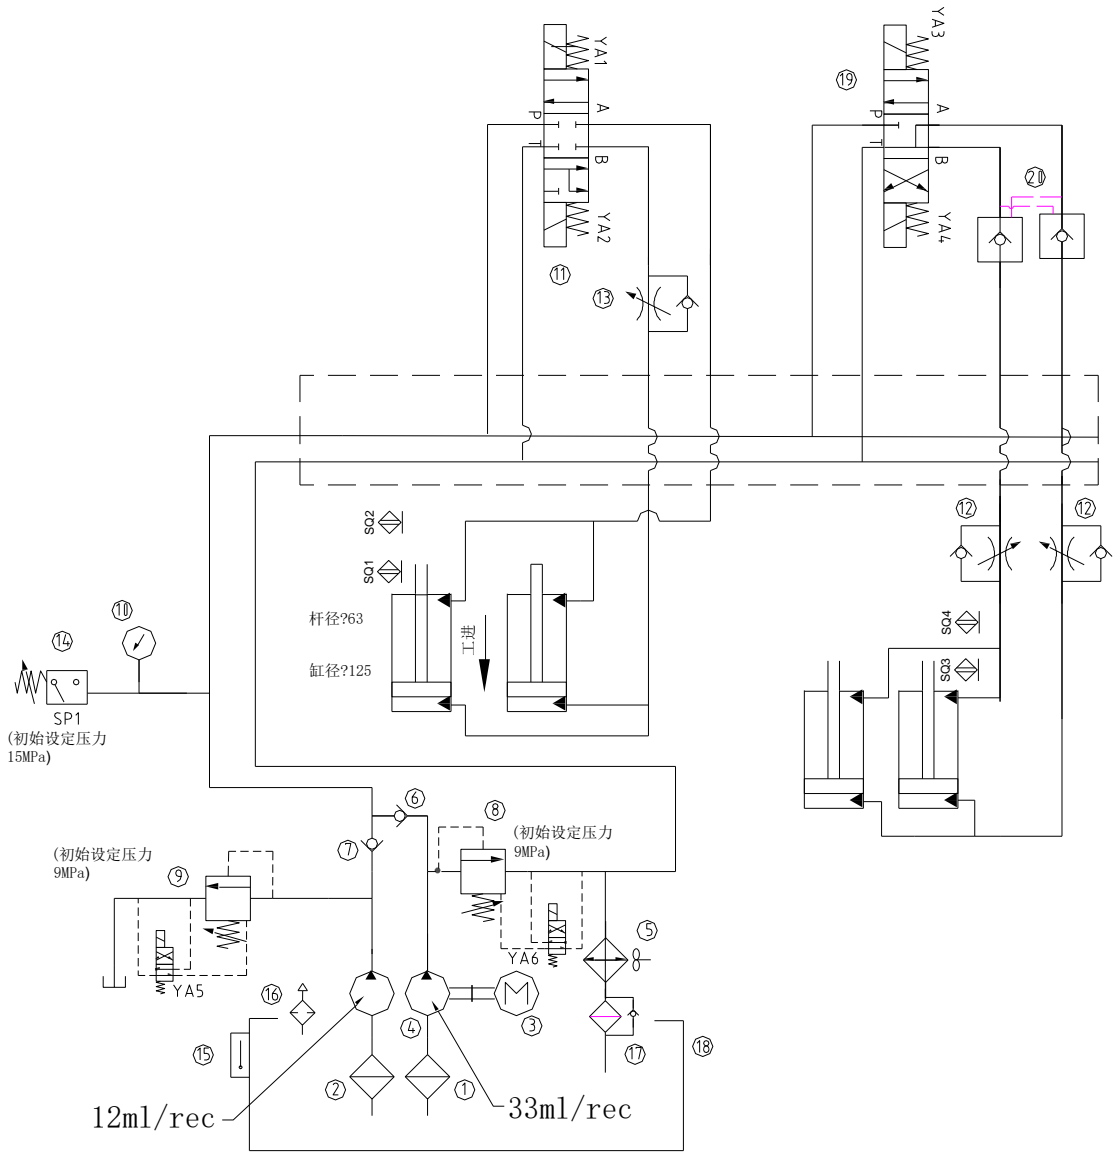 YA1
YA3
19
P
A
T
B
YA2
11
P
A
T
B
YA4
20
13
SQ2
SQ1
杆径?63
缸径?125
工进
12
12
SQ4
SQ3
10
14
SP1
(初始设定压力
15MPa)
6
7
8
(初始设定压力
9MPa)
(初始设定压力
9MPa)
9
YA5
YA6
5
16
4
3
15
17
18
2
1
12ml/rec
33ml/rec
M